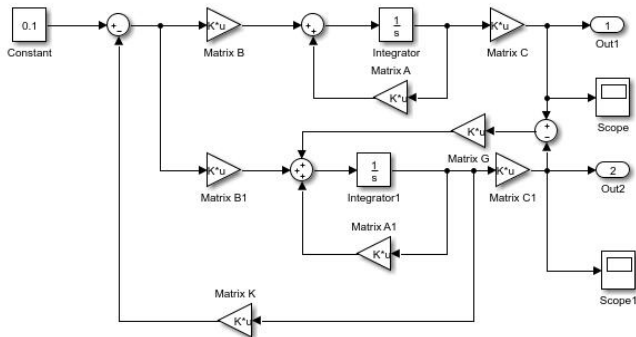 0.1
Constant
+
−
K*u
Matrix B
+
+
1
s
Integrator
K*u
Matrix C
1
Out1
Matrix A
K*u
Scope
K*u
Matrix G
+
−
K*u
Matrix B1
+
+
+
1
s
Integrator1
K*u
Matrix C1
2
Out2
Matrix A1
K*u
Scope1
Matrix K
K*u